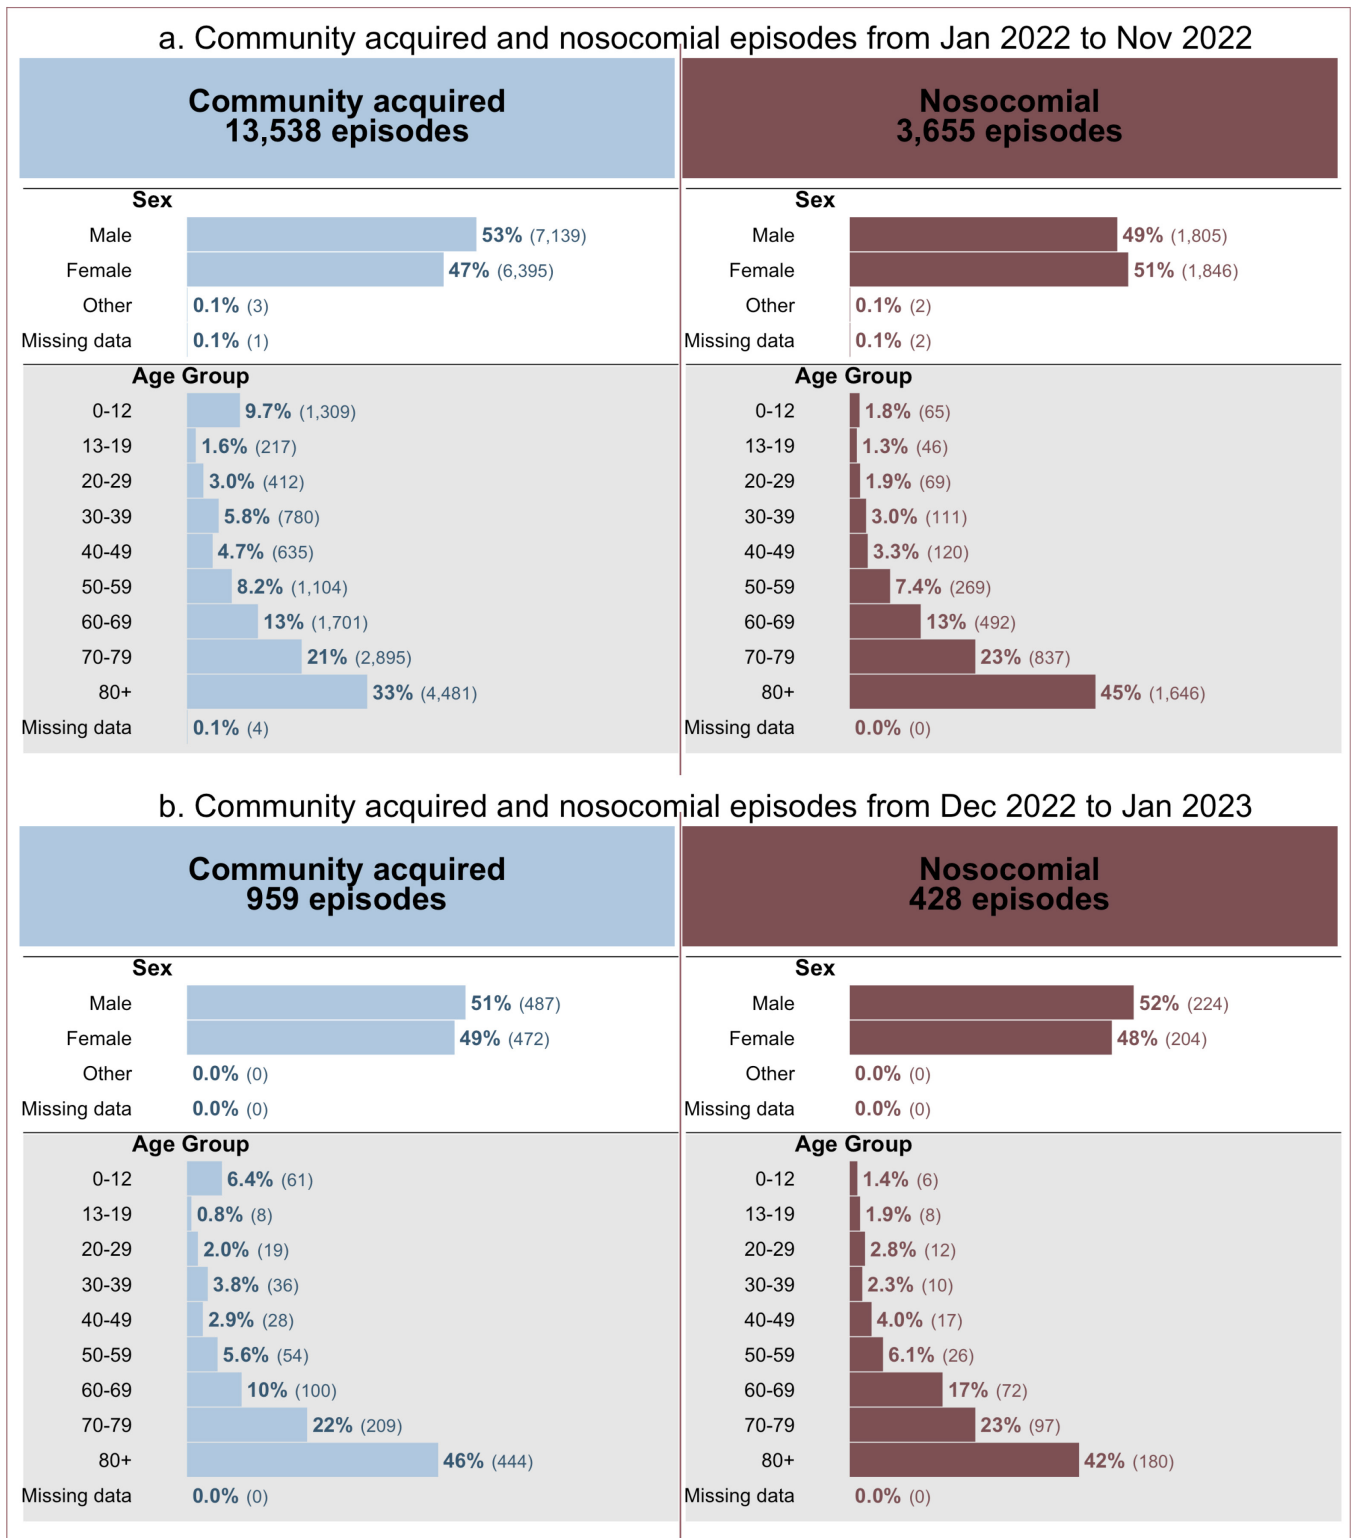 a. Community acquired and nosocomial episodes from Jan 2022 to Nov 2022
Community acquired
13,538 episodes
Sex
Male 53% (7,139)
Female 47% (6,395)
Other 0.1% (3)
Missing data 0.1% (1)
Age Group
0-12 9.7% (1,309)
13-19 1.6% (217)
20-29 3.0% (412)
30-39 5.8% (780)
40-49 4.7% (635)
50-59 8.2% (1,104)
60-69 13% (1,701)
70-79 21% (2,895)
80+ 33% (4,481)
Missing data 0.1% (4)
Nosocomial
3,655 episodes
Sex
Male 49% (1,805)
Female 51% (1,846)
Other 0.1% (2)
Missing data 0.1% (2)
Age Group
0-12 1.8% (65)
13-19 1.3% (46)
20-29 1.9% (69)
30-39 3.0% (111)
40-49 3.3% (120)
50-59 7.4% (269)
60-69 13% (492)
70-79 23% (837)
80+ 45% (1,646)
Missing data 0.0% (0)
b. Community acquired and nosocomial episodes from Dec 2022 to Jan 2023
Community acquired
959 episodes
Sex
Male 51% (487)
Female 49% (472)
Other 0.0% (0)
Missing data 0.0% (0)
Age Group
0-12 6.4% (61)
13-19 0.8% (8)
20-29 2.0% (19)
30-39 3.8% (36)
40-49 2.9% (28)
50-59 5.6% (54)
60-69 10% (100)
70-79 22% (209)
80+ 46% (444)
Missing data 0.0% (0)
Nosocomial
428 episodes
Sex
Male 52% (224)
Female 48% (204)
Other 0.0% (0)
Missing data 0.0% (0)
Age Group
0-12 1.4% (6)
13-19 1.9% (8)
20-29 2.8% (12)
30-39 2.3% (10)
40-49 4.0% (17)
50-59 6.1% (26)
60-69 17% (72)
70-79 23% (97)
80+ 42% (180)
Missing data 0.0% (0)